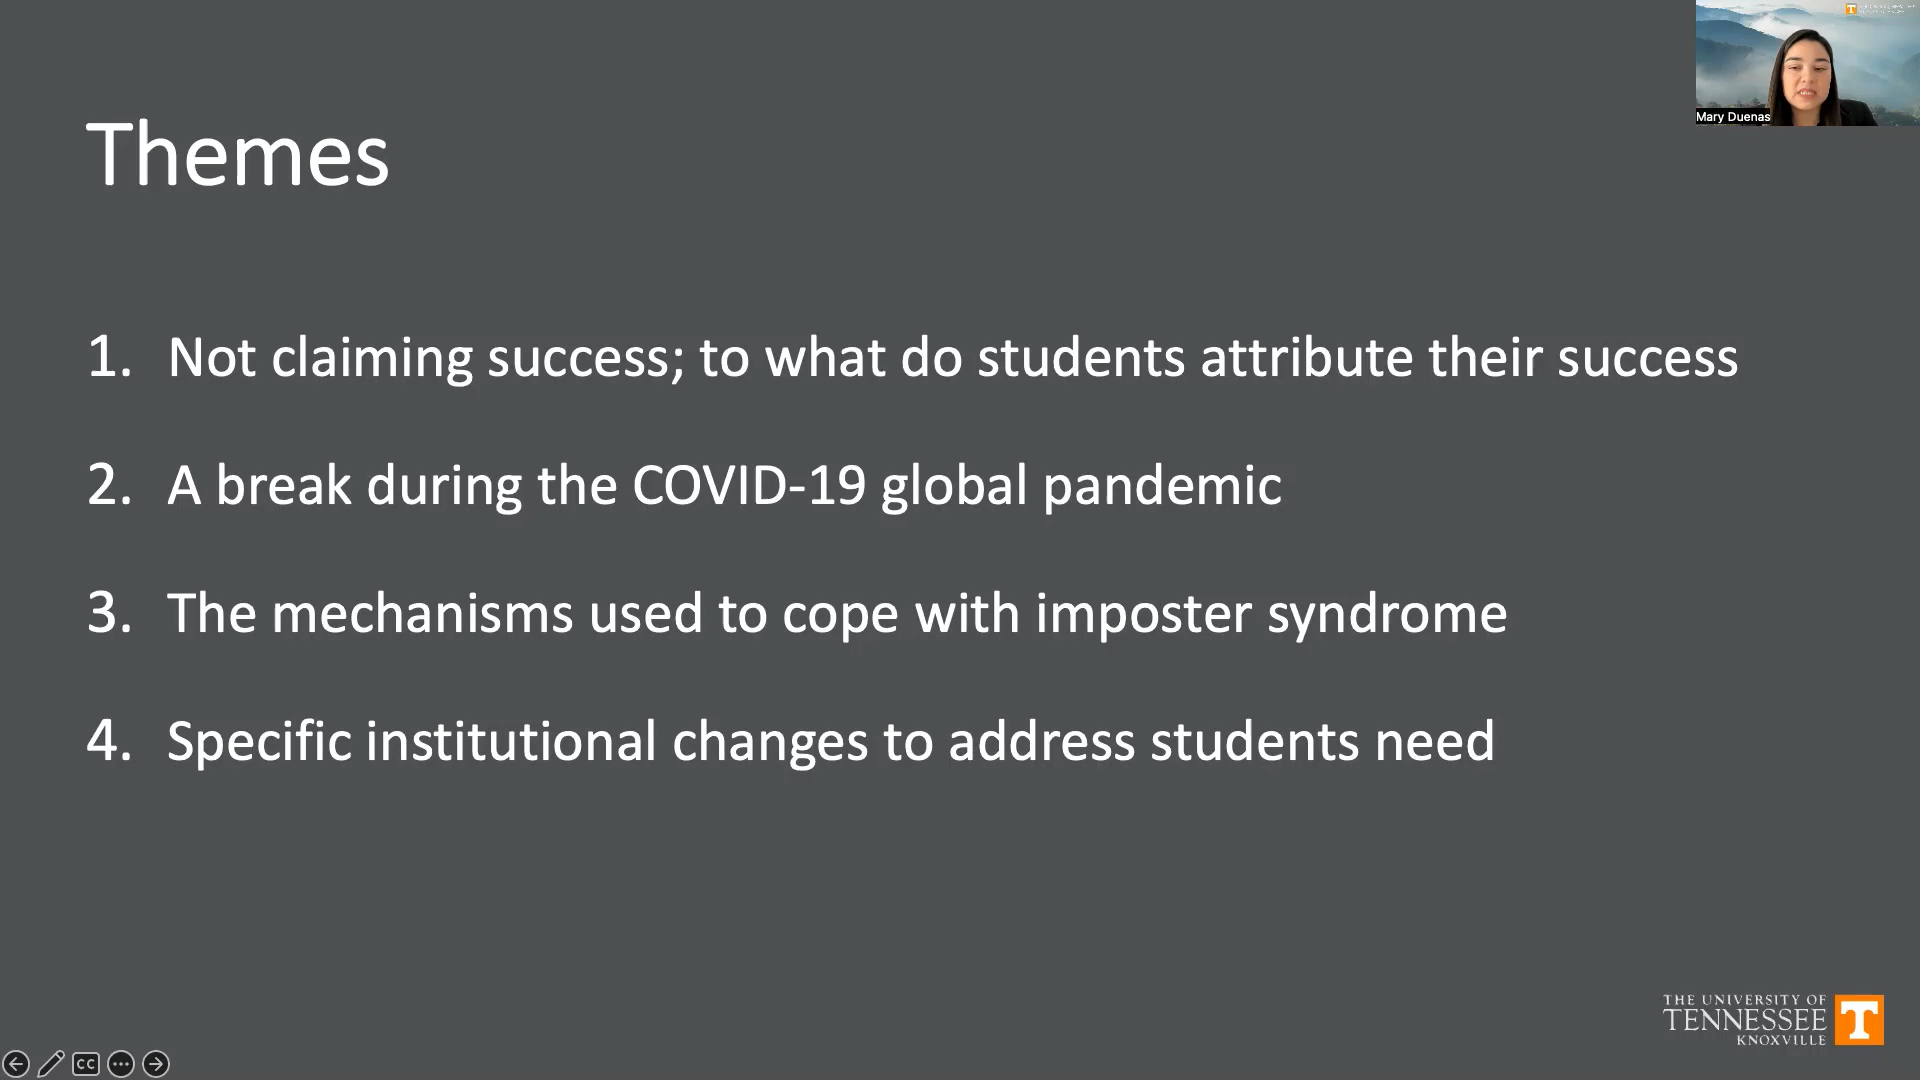 Themes
1. Not claiming success; to what do students attribute their success
2. A break during the COVID-19 global pandemic
3. The mechanisms used to cope with imposter syndrome
4. Specific institutional changes to address students need
Mary Duenas
THE UNIVERSITY OF
TENNESSEE
KNOXVILLE
T
CC